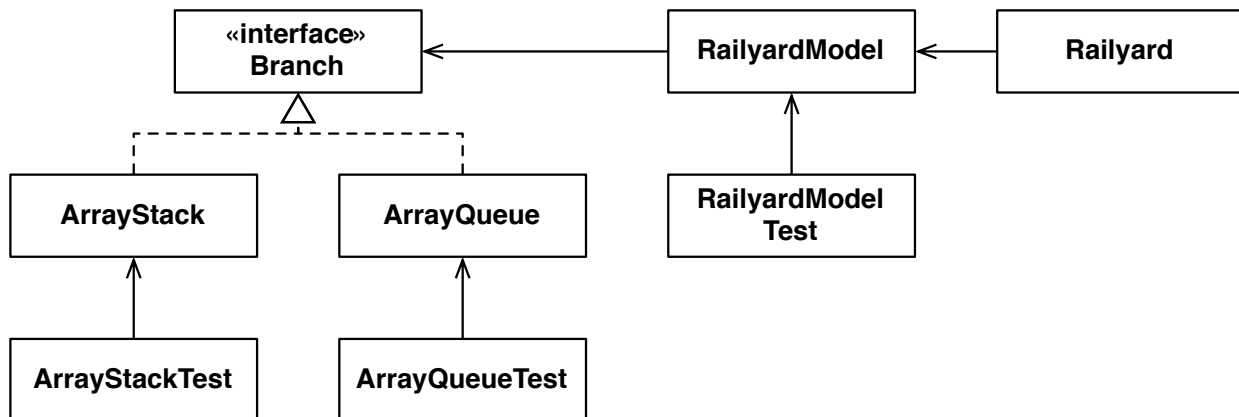 «interface»
Branch
RailyardModel
Railyard
ArrayStack
ArrayQueue
RailyardModel
Test
ArrayStackTest
ArrayQueueTest